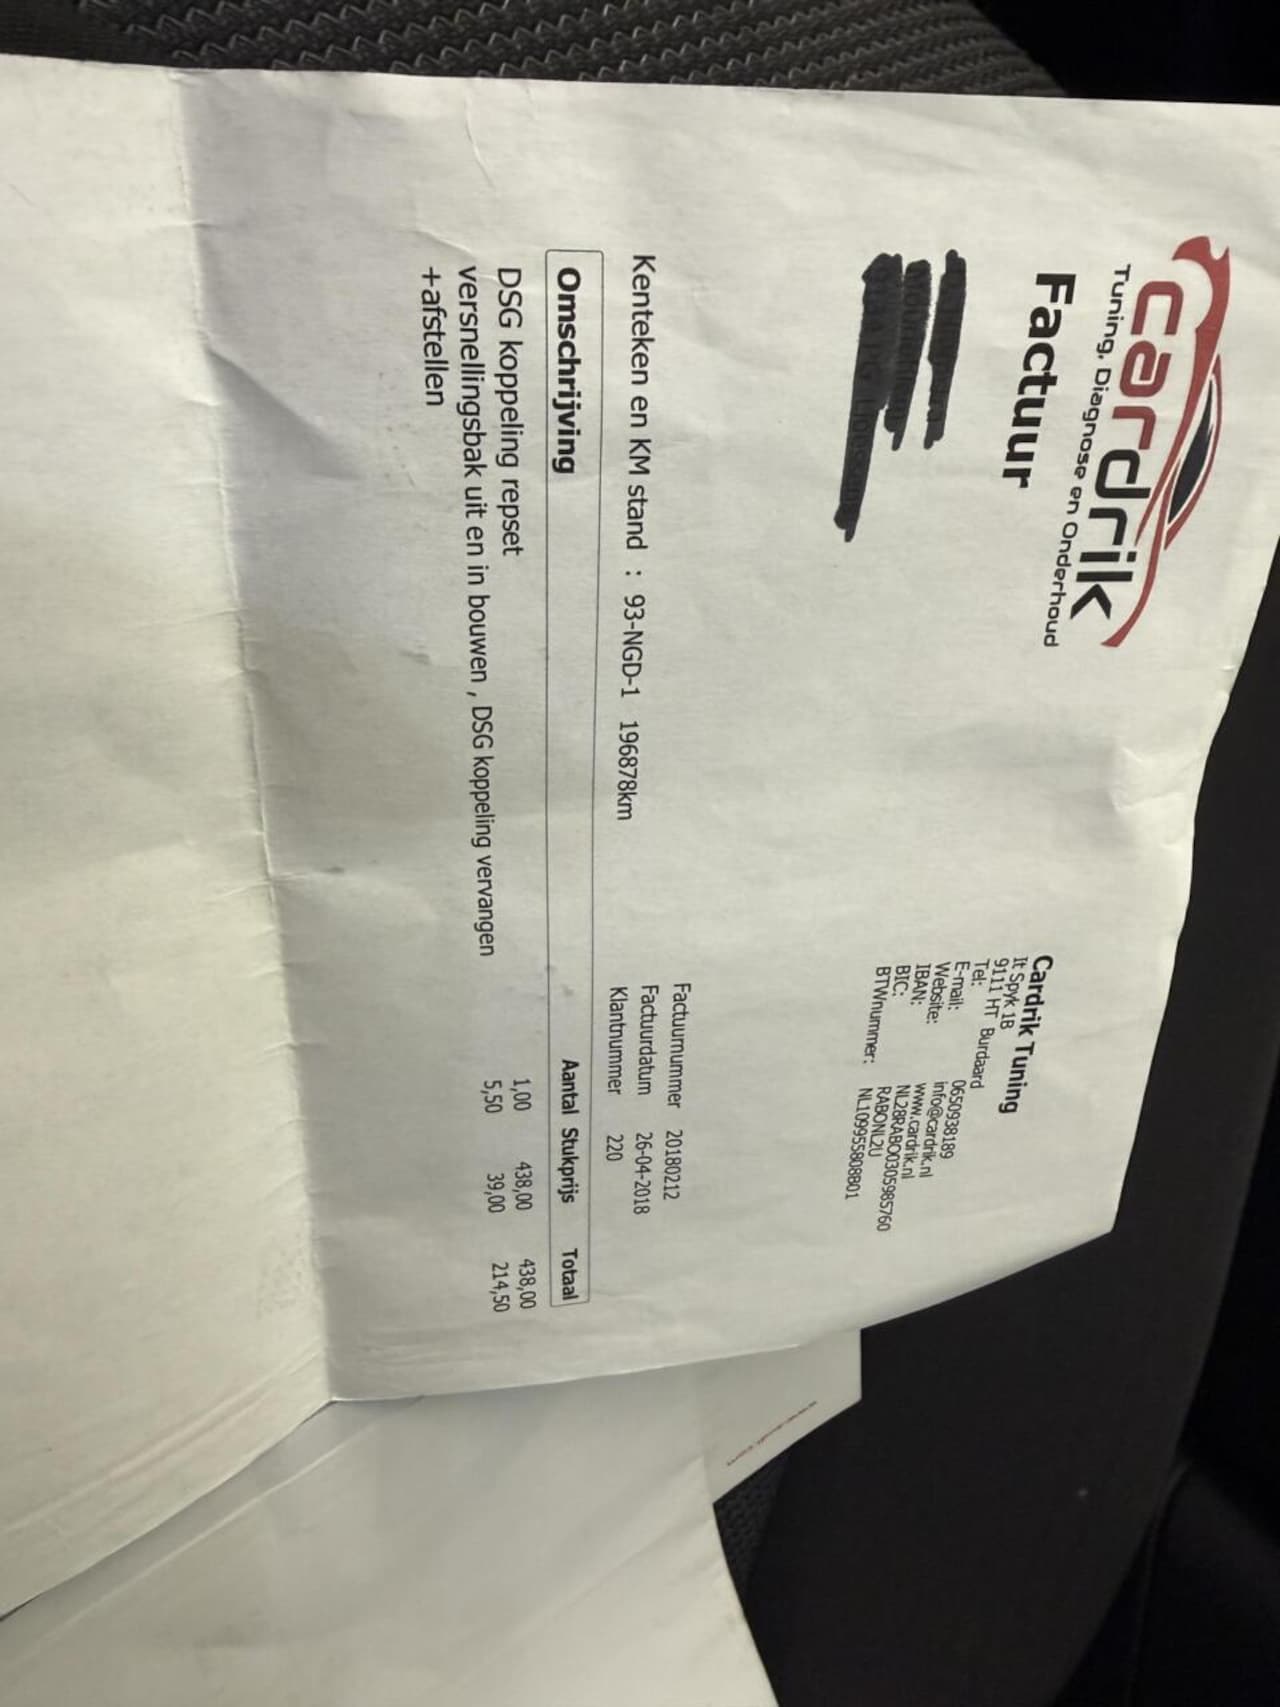 cardrik
Tuning, Diagnose en Onderhoud
Factuur
Cardrik Tuning
It Spyk 18
9111 HT Burdaard
Tel: 0650938189
E-mail: info@cardrik.nl
Website: www.cardrik.nl
IBAN: NL28RABO0305985760
BIC: RABONL2U
BTWnummer: NL109955808B01
Factuurnummer 20180212
Factuurdatum 26-04-2018
Klantnummer 220
Kenteken en KM stand : 93-NGD-1 196878km
Omschrijving Aantal Stukprijs Totaal
DSG koppeling repset 1,00 438,00 438,00
versnellingsbak uit en in bouwen , DSG koppeling vervangen 5,50 39,00 214,50
+afstellen